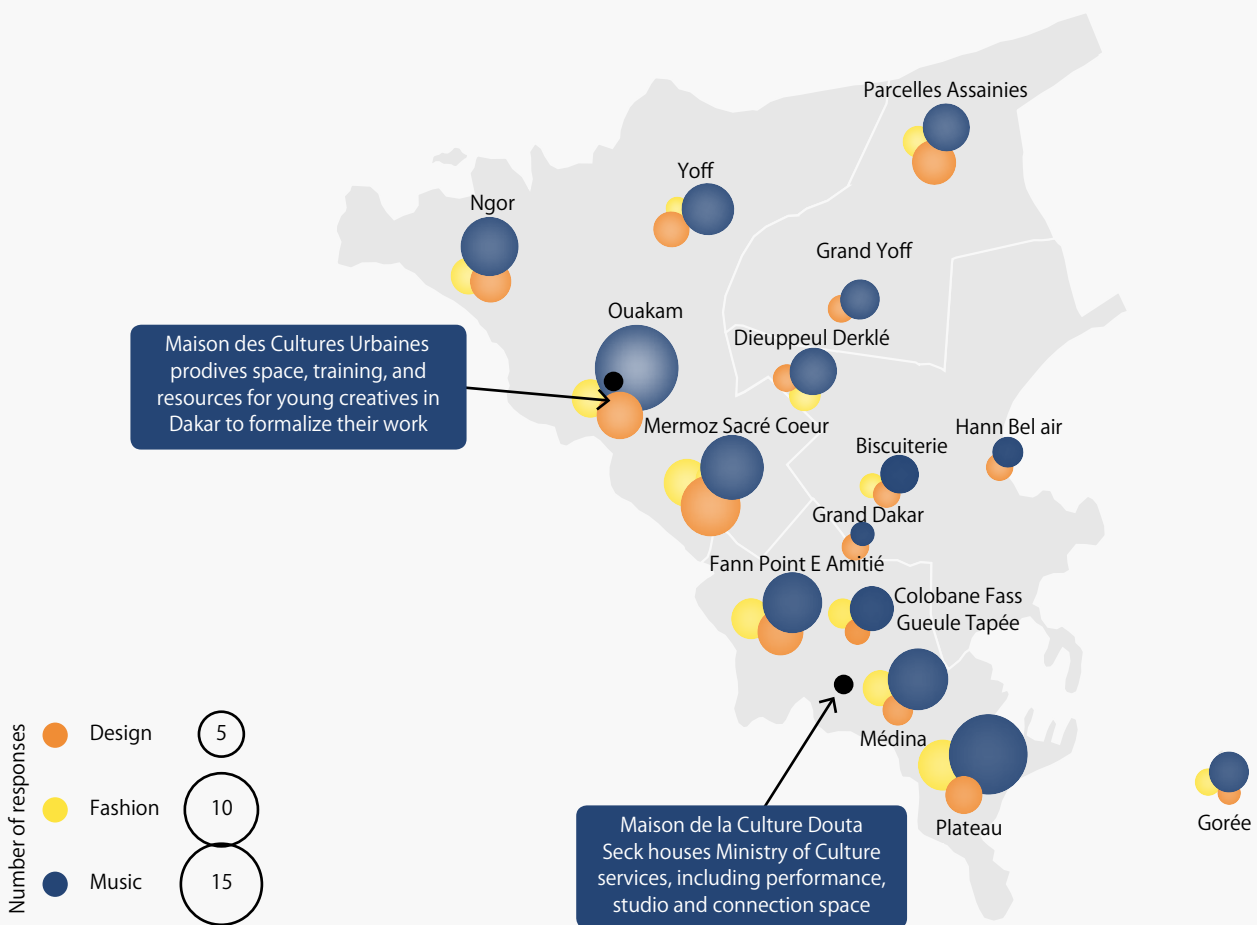 Parcelles Assainies
Yoff
Ngor
Grand Yoff
Ouakam
Dieuppeul Derklé
Maison des Cultures Urbaines
prodives space, training, and
resources for young creatives in
Dakar to formalize their work
Mermoz Sacré Coeur
Hann Bel air
Biscuiterie
Grand Dakar
Fann Point E Amitié
Colobane Fass
Gueule Tapée
Médina
Plateau
Gorée
Maison de la Culture Douta
Seck houses Ministry of Culture
services, including performance,
studio and connection space
Number of responses
Design
5
Fashion
10
Music
15